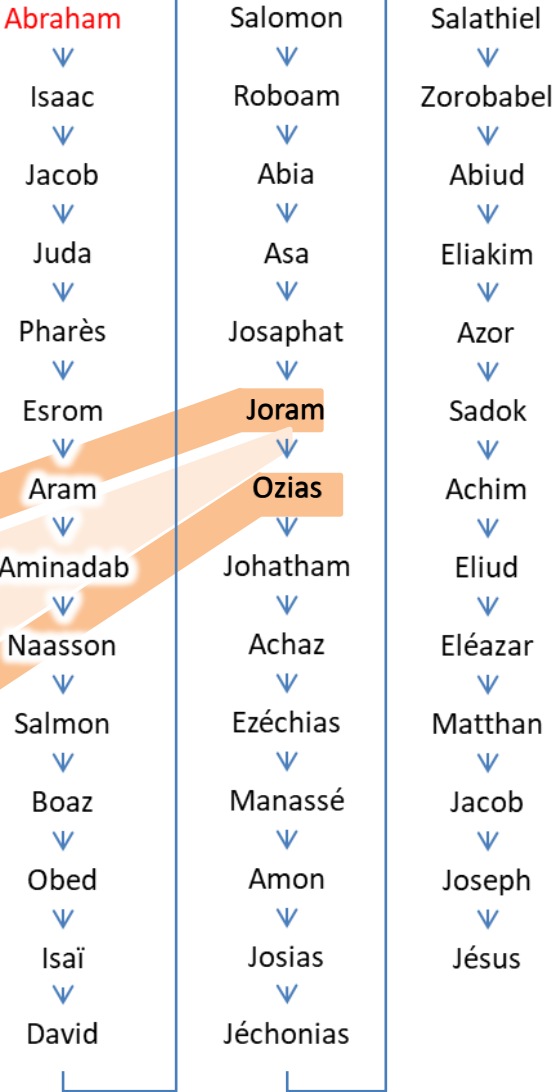 Abraham
Isaac
Jacob
Juda
Pharès
Esrom
Aram
Aminadab
Naasson
Salmon
Boaz
Obed
Isaï
David
Salomon
Roboam
Abia
Asa
Josaphat
Joram
Ozias
Johatham
Achaz
Ezéchias
Manassé
Amon
Josias
Jéchonias
Salathiel
Zorobabel
Abiud
Eliakim
Azor
Sadok
Achim
Eliud
Eléazar
Matthan
Jacob
Joseph
Jésus